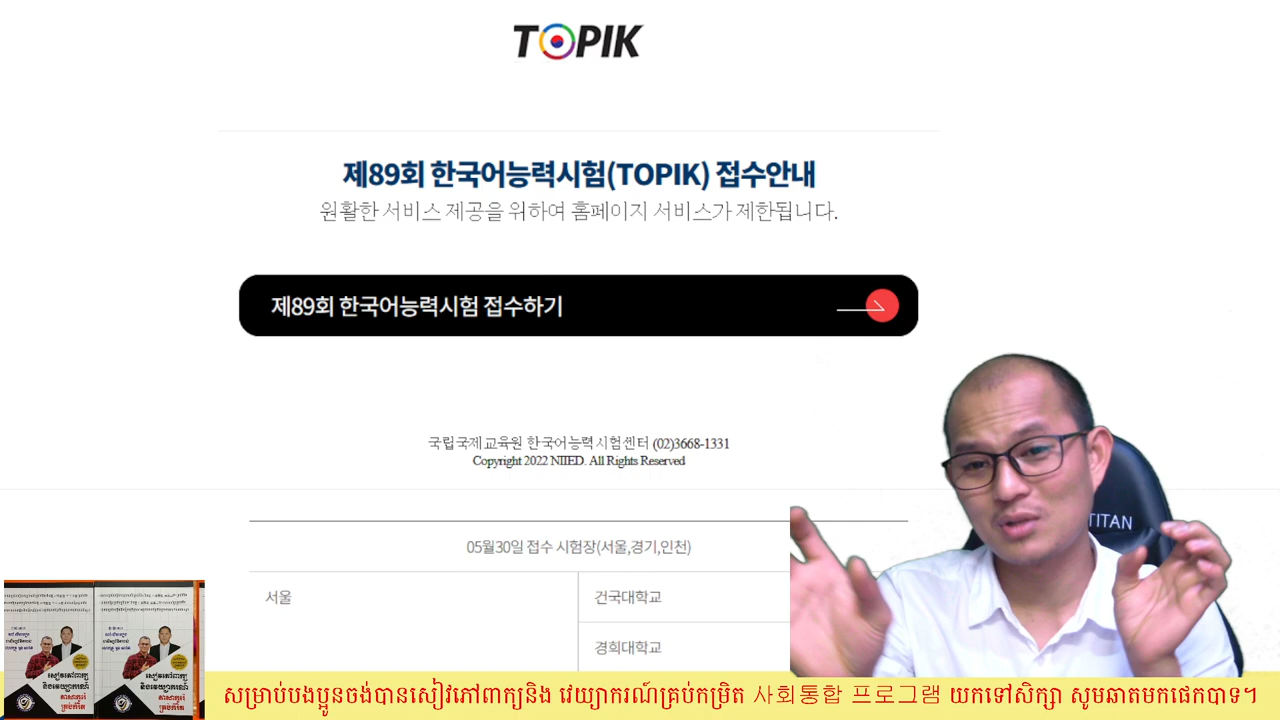 TOPIK
제89회 한국어능력시험(TOPIK) 접수안내
원활한 서비스 제공을 위하여 홈페이지 서비스가 제한됩니다.
제89회 한국어능력시험 접수하기
국립국제교육원 한국어능력시험센터 (02)3668-1331
Copyright 2022 NIIED. All Rights Reserved
TITAN
05월30일 접수 시험장(서울,경기,인천)
서울
건국대학교
경희대학교
សម្រាប់បងប្អូនចង់បានសៀវភៅពាក្យនិង វេយ្យាករណ៍គ្រប់កម្រិត 사회통합 프로그램 យកទៅសិក្សា សូមឆាតមកផេកបាទ។